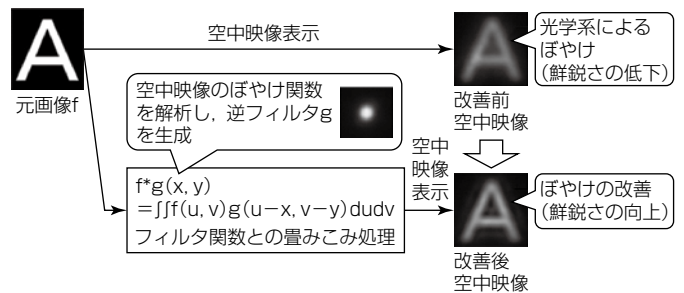 A
元画像f
空中映像表示
A
光学系による
ぼやけ
(鮮鋭さの低下)
改善前
空中映像
空中映像のぼやけ関数
を解析し,逆フィルタg
を生成
f*g(x, y)
=∫∫f(u, v)g(u-x, v-y)dudv
フィルタ関数との畳みこみ処理
空中
映像
表示
A
ぼやけの改善
(鮮鋭さの向上)
改善後
空中映像